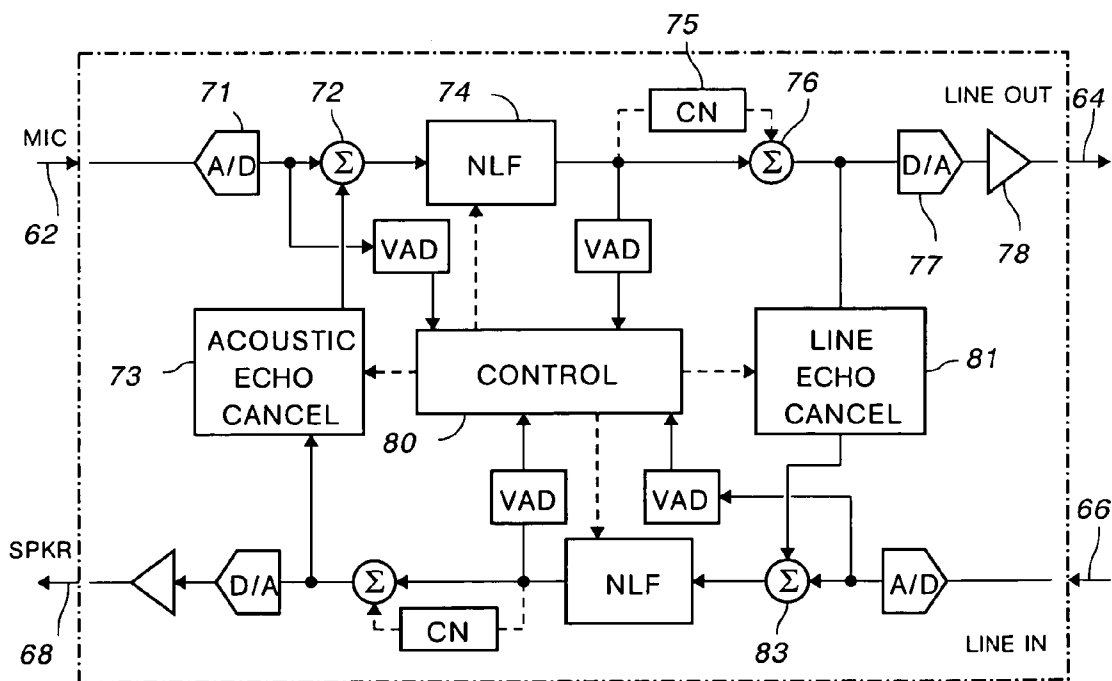 75
71
72
74
76
LINE OUT
64
MIC
CN
A/D
Σ
NLF
Σ
D/A
62
VAD
VAD
77
78
73
ACOUSTIC
ECHO
CANCEL
CONTROL
LINE
ECHO
CANCEL
81
80
VAD
VAD
66
SPKR
D/A
Σ
NLF
Σ
A/D
68
CN
83
LINE IN